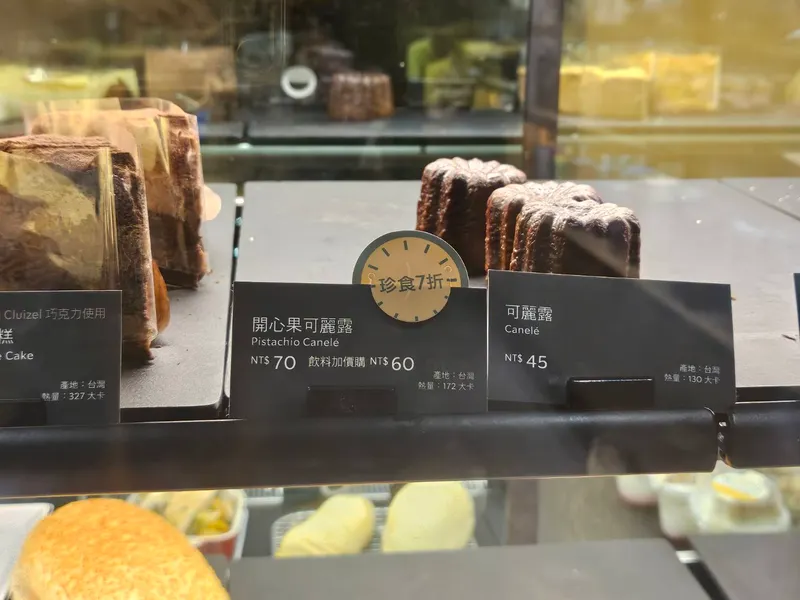 Cluizel 巧克力使用
糕
e Cake
產地：台灣
熱量：327 大卡
珍食7折
開心果可麗露
Pistachio Canelé
NT$ 70 飲料加價購 NT$ 60
產地：台灣
熱量：172 大卡
可麗露
Canelé
NT$ 45
產地：台灣
熱量：130 大卡